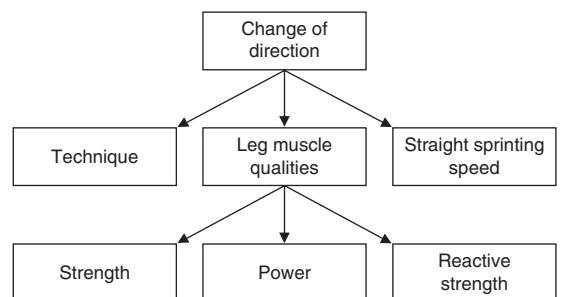 Change of
direction
Technique
Leg muscle
qualities
Straight sprinting
speed
Strength
Power
Reactive
strength